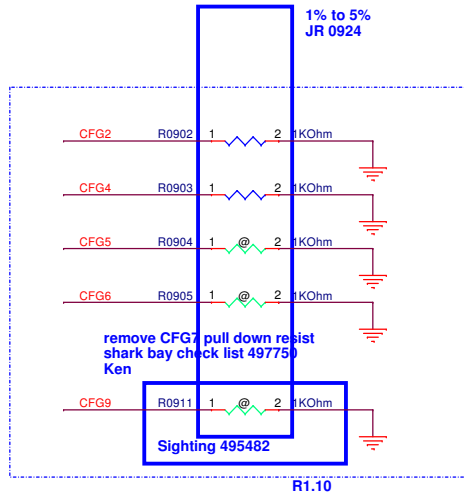 1% to 5%
JR 0924
CFG2 R0902 1 2 1KOhm
CFG4 R0903 1 2 1KOhm
CFG5 R0904 1 @ 2 1KOhm
CFG6 R0905 1 @ 2 1KOhm
remove CFG7 pull down resist
shark bay check list 497750
Ken
CFG9 R0911 1 @ 2 1KOhm
Sighting 495482
R1.10